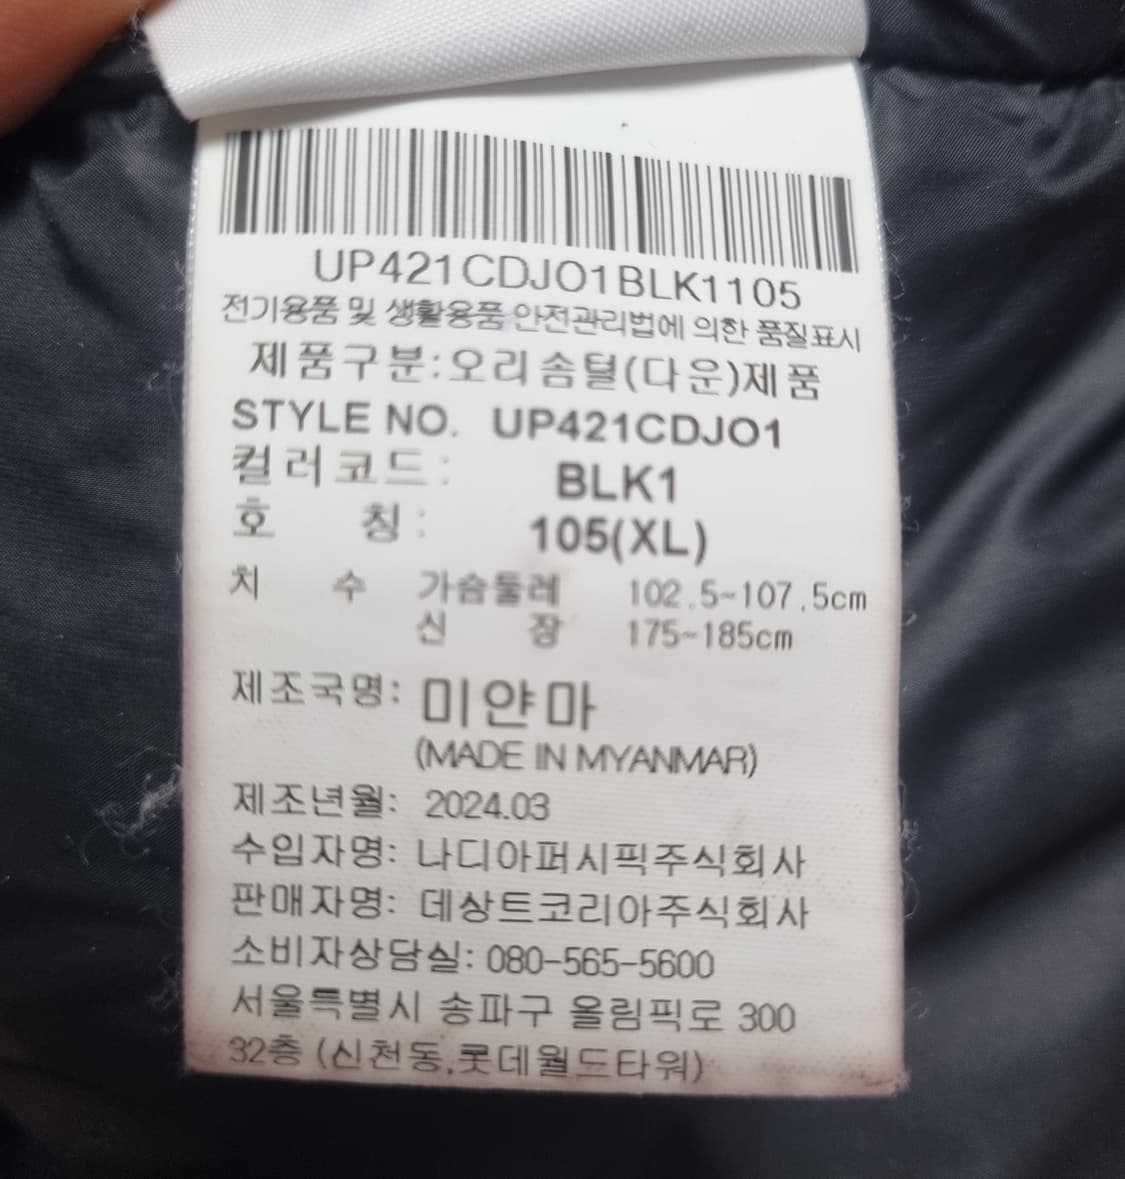 UP421CDJO1BLK1105
전기용품 및 생활용품 안전관리법에 의한 품질표시
제품구분:오리솜털(다운)제품
STYLE NO. UP421CDJO1
컬러코드: BLK1
호 칭: 105(XL)
치 수 가슴둘레 102.5~107.5cm
신 장 175~185cm
제조국명: 미얀마
(MADE IN MYANMAR)
제조년월: 2024.03
수입자명: 나디아퍼시픽주식회사
판매자명: 데상트코리아주식회사
소비자상담실: 080-565-5600
서울특별시 송파구 올림픽로 300
32층 (신천동,롯데월드타워)